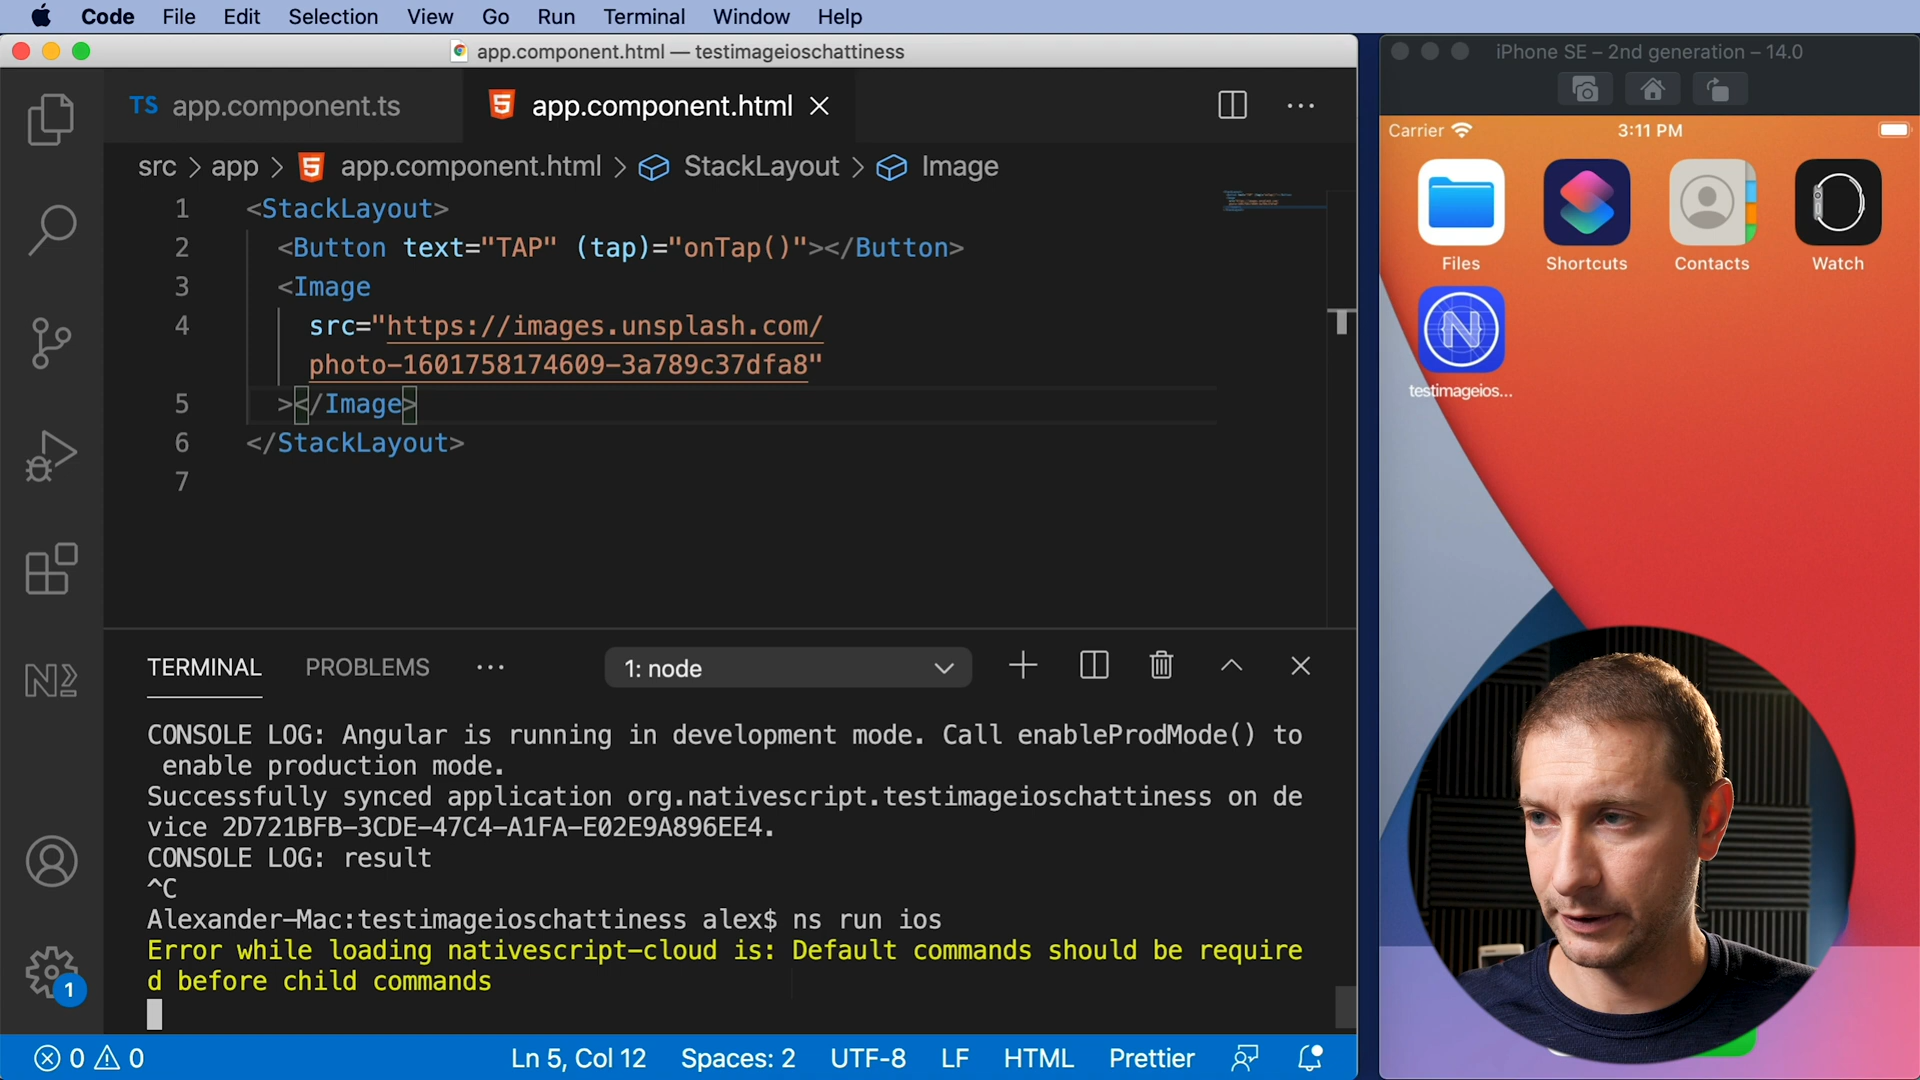 Code File Edit Selection View Go Run Terminal Window Help
app.component.html — testimageioschattiness
TS app.component.ts
app.component.html
src > app > app.component.html > StackLayout > Image
1 <StackLayout>
2 <Button text="TAP" (tap)="onTap()"></Button>
3 <Image
4 src="https://images.unsplash.com/
photo-1601758174609-3a789c37dfa8"
5 ></Image>
6 </StackLayout>
7
TERMINAL PROBLEMS ··· 1: node
CONSOLE LOG: Angular is running in development mode. Call enableProdMode() to
enable production mode.
Successfully synced application org.nativescript.testimageioschattiness on de
vice 2D721BFB-3CDE-47C4-A1FA-E02E9A896EE4.
CONSOLE LOG: result
^C
Alexander-Mac:testimageioschattiness alex$ ns run ios
Error while loading nativescript-cloud is: Default commands should be require
d before child commands
1
0 0 Ln 5, Col 12 Spaces: 2 UTF-8 LF HTML Prettier
iPhone SE – 2nd generation – 14.0
Carrier 3:11 PM
Files Shortcuts Contacts Watch
N
testimageios...